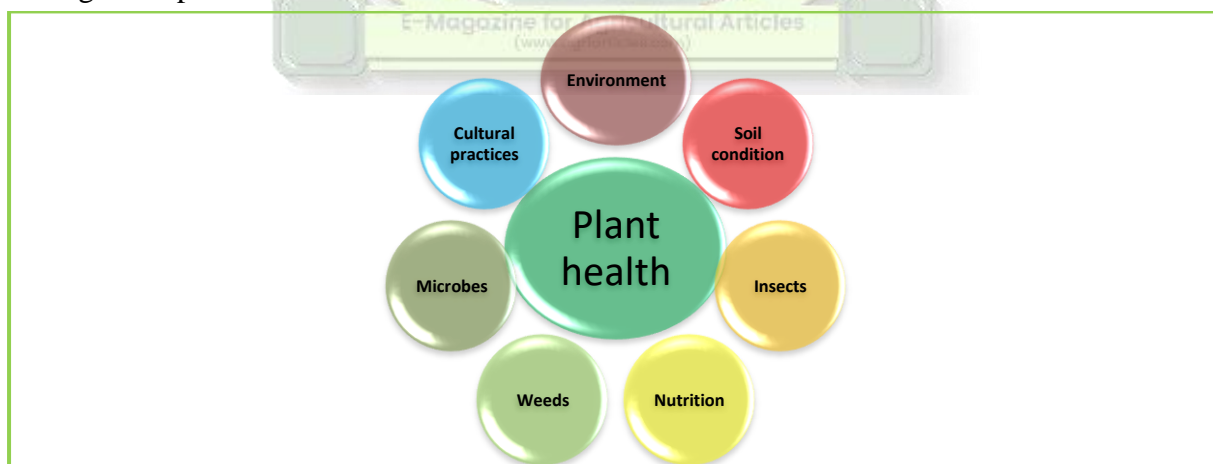 E-Magazine for Agricultural Articles
Environment
Cultural
practices
Soil
condition
Plant
health
Microbes
Insects
Weeds
Nutrition